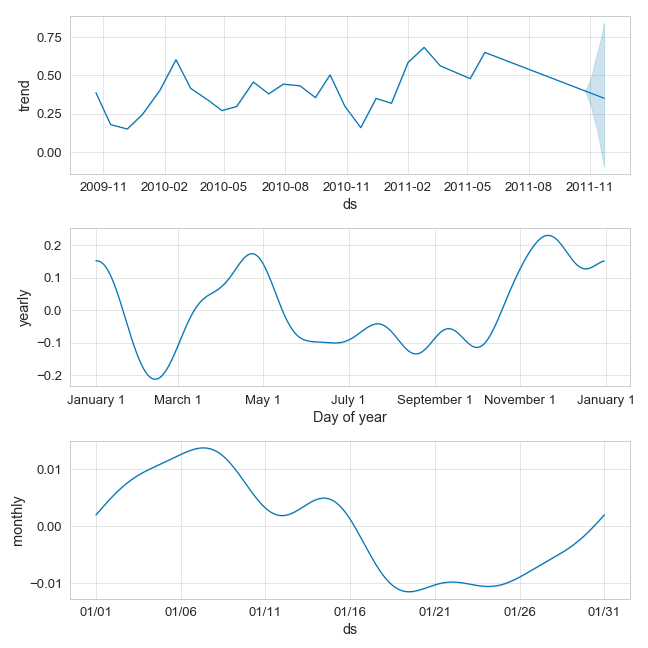 0.75
0.50
0.25
0.00
trend
2009-11 2010-02 2010-05 2010-08 2010-11 2011-02 2011-05 2011-08 2011-11
ds
0.2
0.1
0.0
−0.1
−0.2
yearly
January 1 March 1 May 1 July 1 September 1 November 1 January 1
Day of year
0.01
0.00
−0.01
monthly
01/01 01/06 01/11 01/16 01/21 01/26 01/31
ds